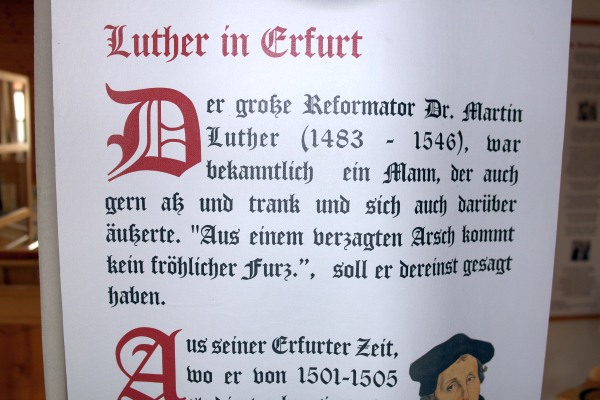 Luther in Erfurt
Der große Reformator Dr. Martin
Luther (1483 - 1546), war
bekanntlich ein Mann, der auch
gern aß und trank und sich auch darüber
äußerte. "Aus einem verzagten Arsch kommt
kein fröhlicher Furz.”, soll er dereinst gesagt
haben.
Aus seiner Erfurter Zeit,
wo er von 1501-1505